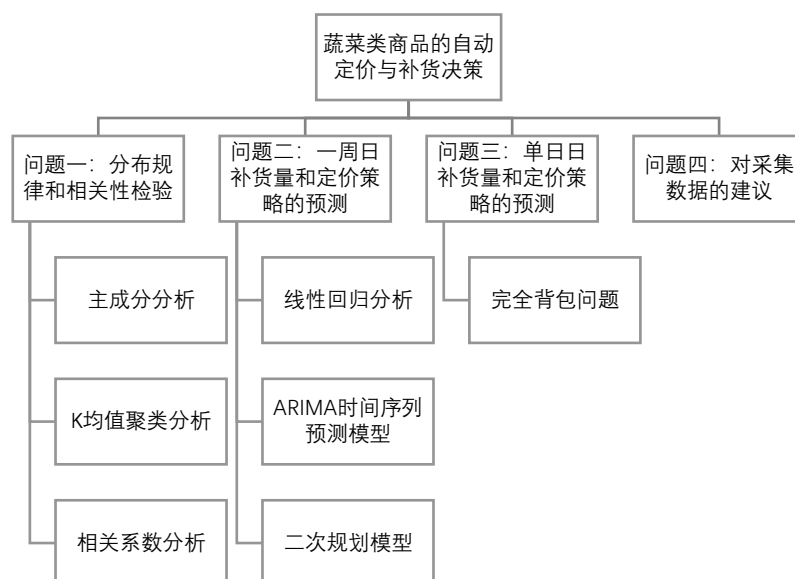 蔬菜类商品的自动
定价与补货决策
问题一：分布规
律和相关性检验
问题二：一周日
补货量和定价策
略的预测
问题三：单日日
补货量和定价策
略的预测
问题四：对采集
数据的建议
主成分分析
线性回归分析
完全背包问题
K均值聚类分析
ARIMA时间序列
预测模型
相关系数分析
二次规划模型